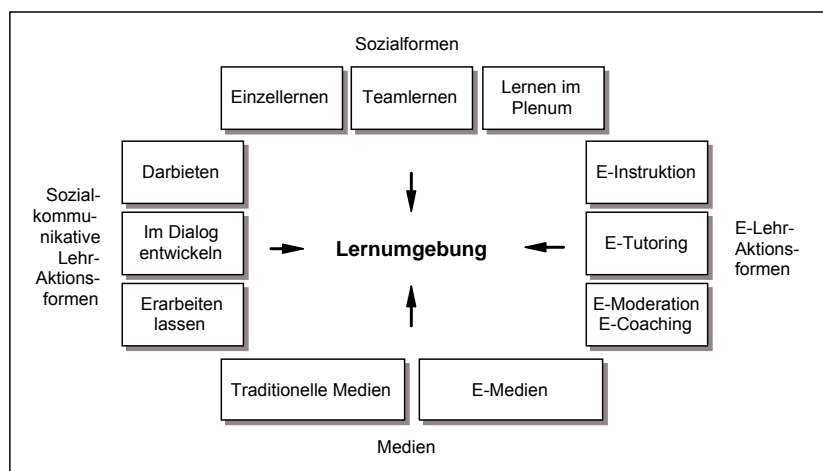 Sozialformen
Einzellernen
Teamlernen
Lernen im
Plenum
Sozial-
kommu-
nikative
Lehr-
Aktions-
formen
Darbieten
Im Dialog
entwickeln
Erarbeiten
lassen
Lernumgebung
E-Instruktion
E-Tutoring
E-Moderation
E-Coaching
E-Lehr-
Aktions-
formen
Traditionelle Medien
E-Medien
Medien